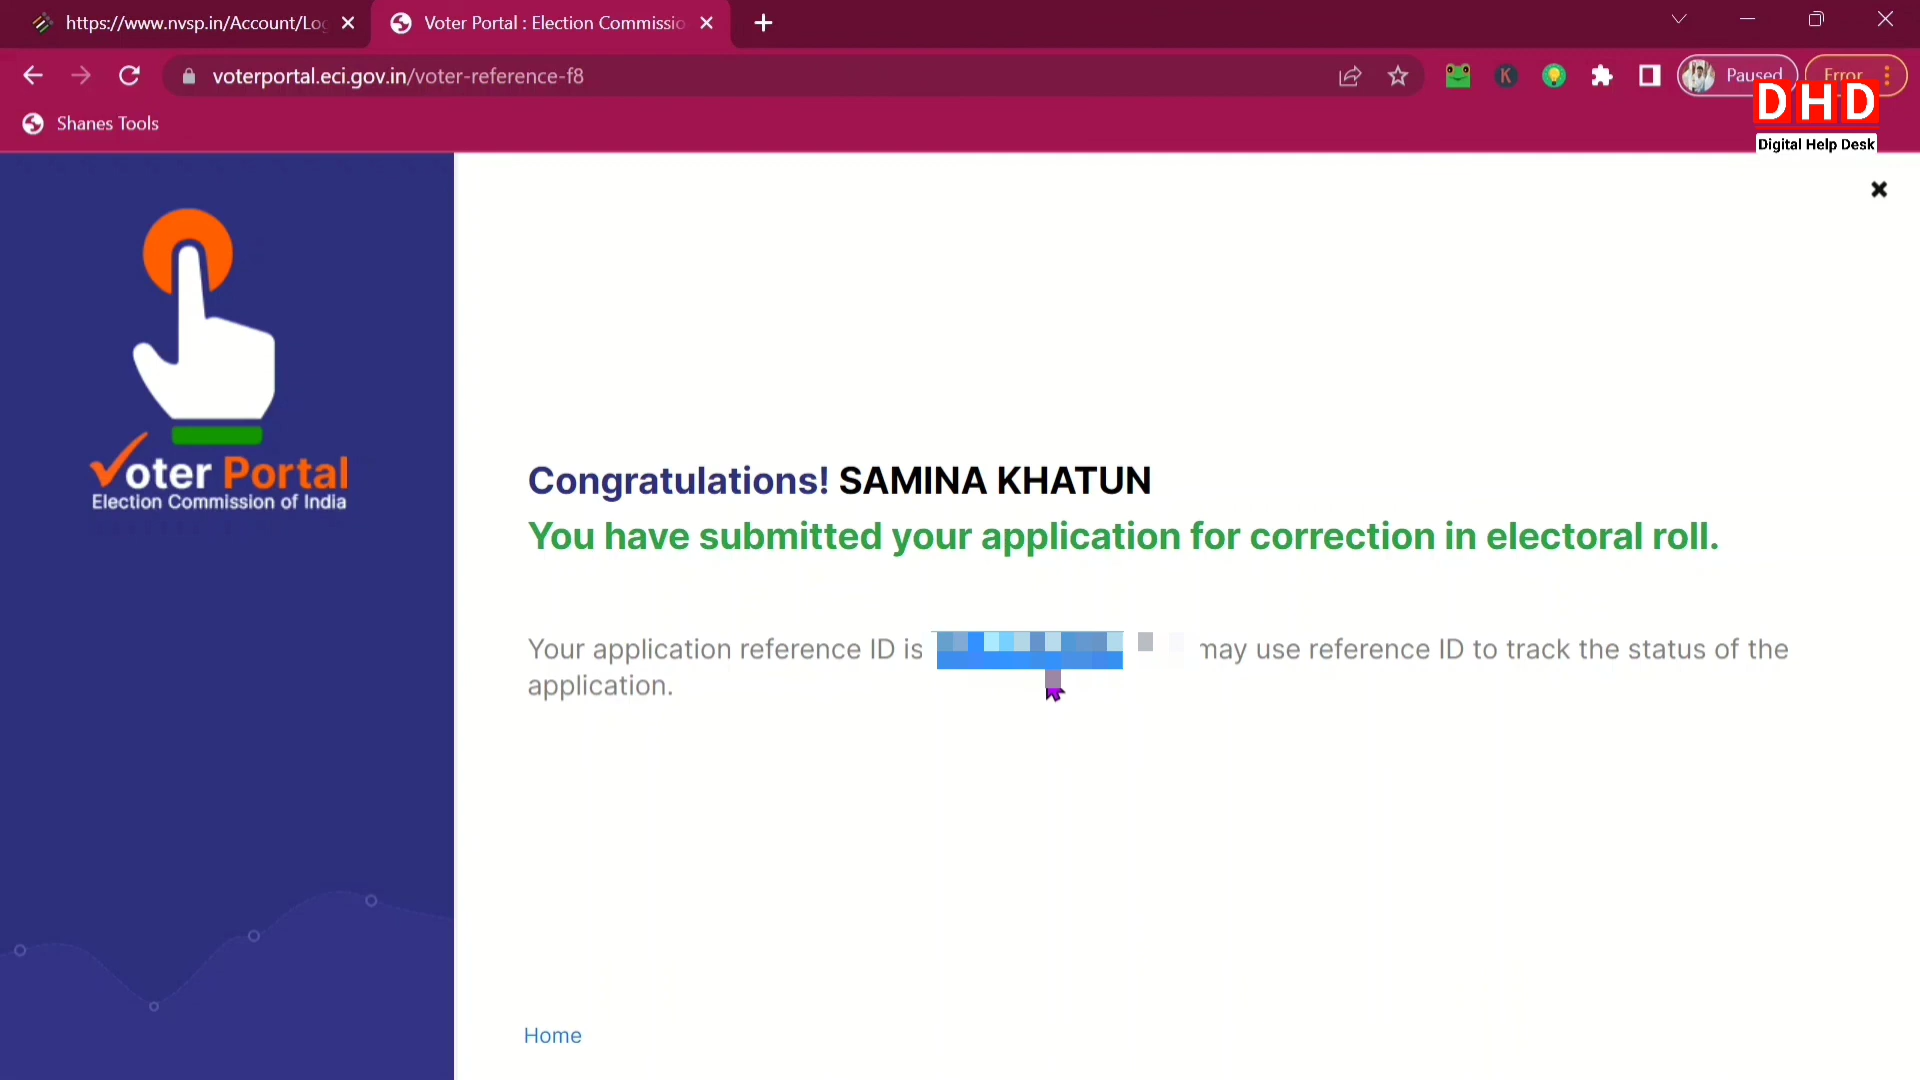 https://www.nvsp.in/Account/Log
Voter Portal : Election Commissio
voterportal.eci.gov.in/voter-reference-f8
K
Paused
Error
Shanes Tools
DHD
Digital Help Desk
Voter Portal
Election Commission of India
Congratulations! SAMINA KHATUN
You have submitted your application for correction in electoral roll.
Your application reference ID is may use reference ID to track the status of the
application.
Home